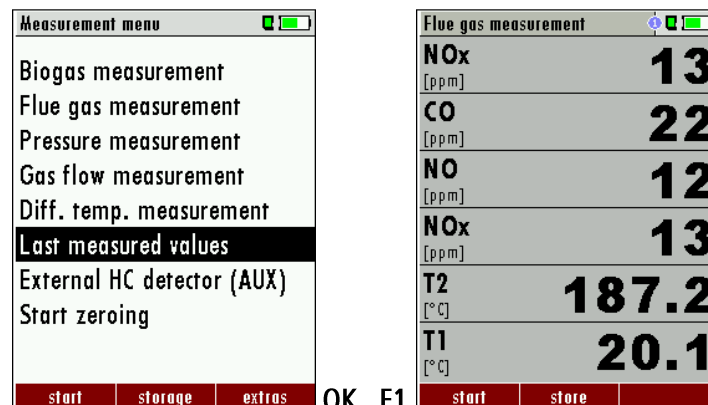 Measurement menu
Biogas measurement
Flue gas measurement
Pressure measurement
Gas flow measurement
Diff. temp. measurement
Last measured values
External HC detector (AUX)
Start zeroing
start storage extras
OK F1
Flue gas measurement
NOx 13
[ppm]
CO 22
[ppm]
NO 12
[ppm]
NOx 13
[ppm]
T2 187.2
[°C]
T1 20.1
[°C]
start store